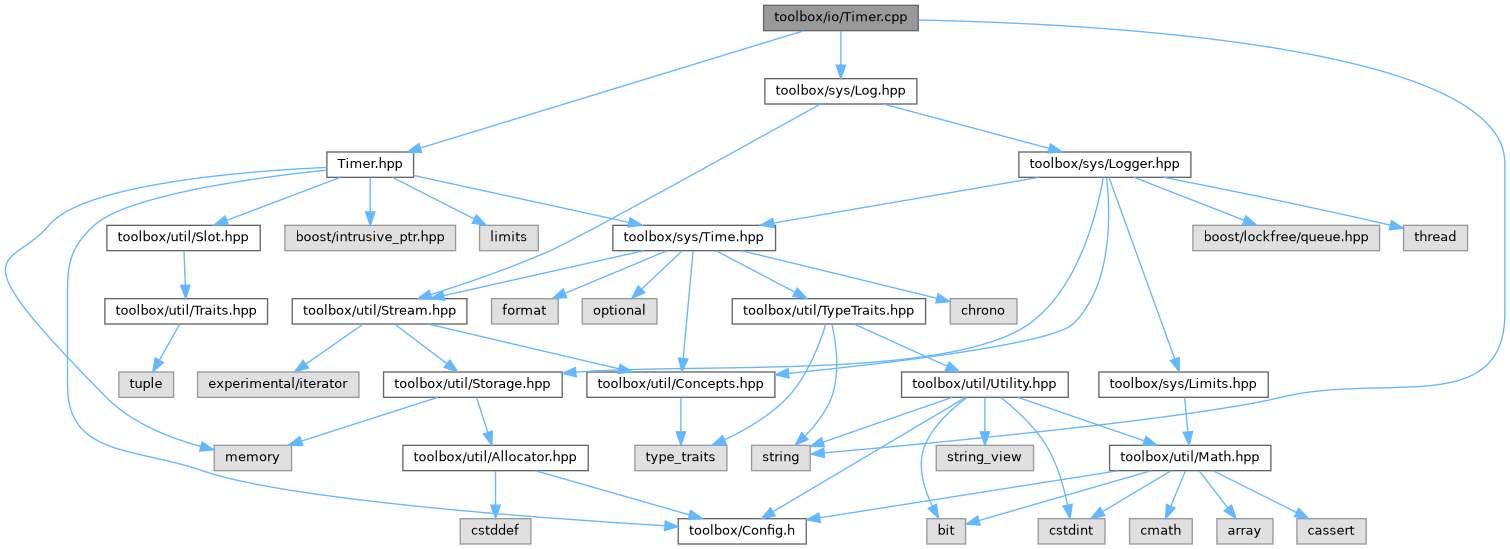 toolbox/io/Timer.cpp
toolbox/sys/Log.hpp
Timer.hpp
toolbox/sys/Logger.hpp
toolbox/util/Slot.hpp
boost/intrusive_ptr.hpp
limits
toolbox/sys/Time.hpp
boost/lockfree/queue.hpp
thread
toolbox/util/Traits.hpp
toolbox/util/Stream.hpp
format
optional
toolbox/util/TypeTraits.hpp
chrono
tuple
experimental/iterator
toolbox/util/Storage.hpp
toolbox/util/Concepts.hpp
toolbox/util/Utility.hpp
toolbox/sys/Limits.hpp
memory
toolbox/util/Allocator.hpp
type_traits
string
string_view
toolbox/util/Math.hpp
cstddef
toolbox/Config.h
bit
cstdint
cmath
array
cassert